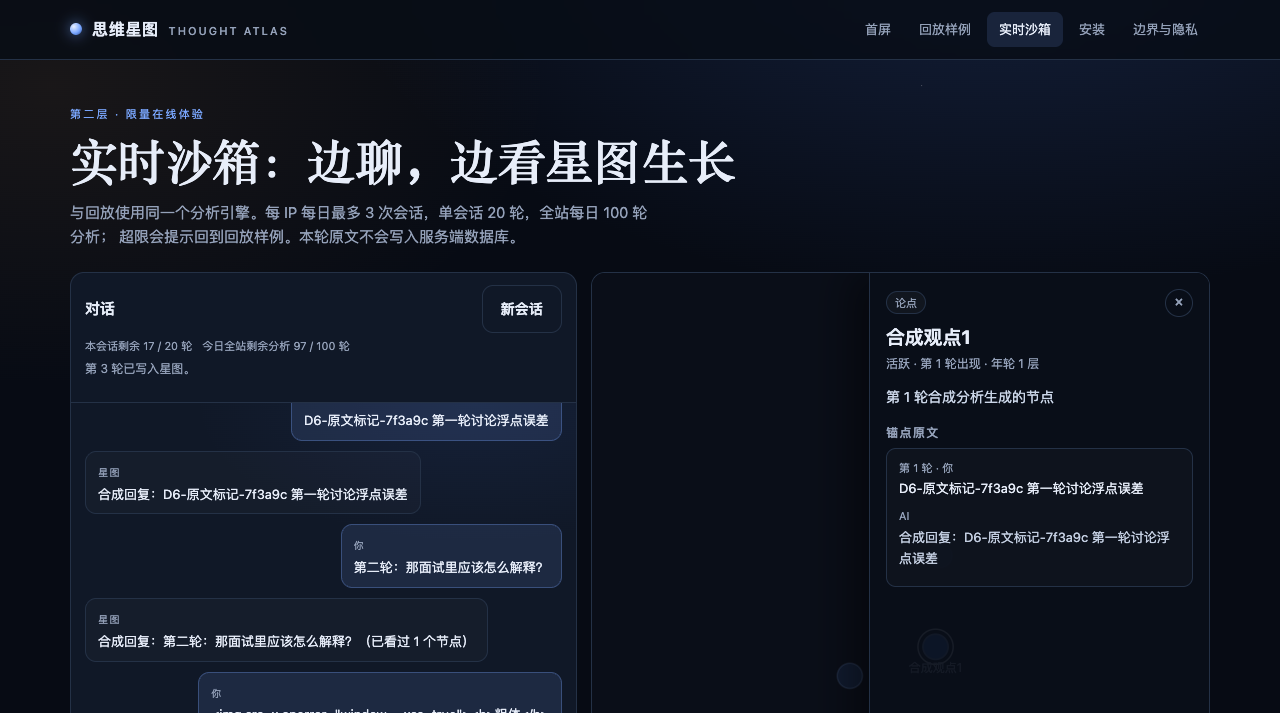 思维星图 THOUGHT ATLAS
首屏 回放样例 实时沙箱 安装 边界与隐私
第二层 · 限量在线体验
实时沙箱：边聊，边看星图生长
与回放使用同一个分析引擎。每 IP 每日最多 3 次会话，单会话 20 轮，全站每日 100 轮
分析； 超限会提示回到回放样例。本轮原文不会写入服务端数据库。
对话
新会话
本会话剩余 17 / 20 轮 今日全站剩余分析 97 / 100 轮
第 3 轮已写入星图。
D6-原文标记-7f3a9c 第一轮讨论浮点误差
星图
合成回复：D6-原文标记-7f3a9c 第一轮讨论浮点误差
你
第二轮：那面试里应该怎么解释？
星图
合成回复：第二轮：那面试里应该怎么解释？（已看过 1 个节点）
你
论点
×
合成观点1
活跃 · 第 1 轮出现 · 年轮 1 层
第 1 轮合成分析生成的节点
锚点原文
第 1 轮 · 你
D6-原文标记-7f3a9c 第一轮讨论浮点误差
AI
合成回复：D6-原文标记-7f3a9c 第一轮讨论浮
点误差
合成观点1